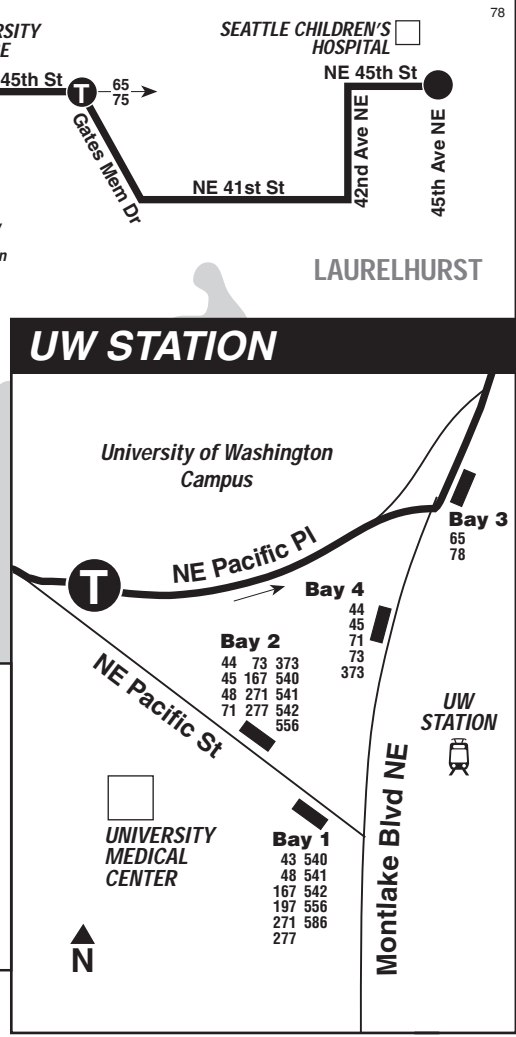 78
RSITY
E
SEATTLE CHILDREN'S
HOSPITAL
45th St
T
65
75
NE 45th St
Gates Mem Dr
NE 41st St
42nd Ave NE
45th Ave NE
n
LAURELHURST
UW STATION
University of Washington
Campus
Bay 3
65
78
NE Pacific Pl
T
Bay 4
44
45
71
73
373
Bay 2
44 73 373
45 167 540
48 271 541
71 277 542
556
NE Pacific St
UW
STATION
UNIVERSITY
MEDICAL
CENTER
Bay 1
43 540
48 541
167 542
197 556
271 586
277
Montlake Blvd NE
N